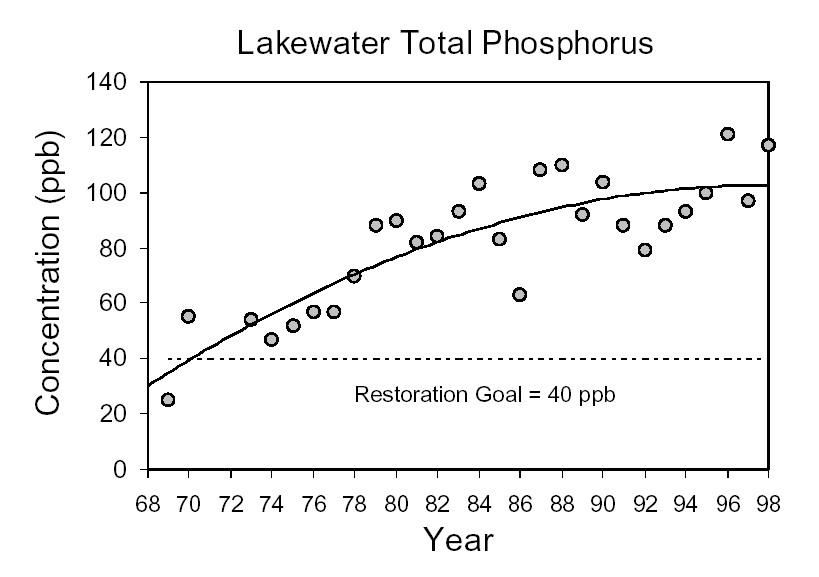 Lakewater Total Phosphorus
Concentration (ppb)
140
120
100
80
60
40
20
0
Restoration Goal = 40 ppb
68 70 72 74 76 78 80 82 84 86 88 90 92 94 96 98
Year